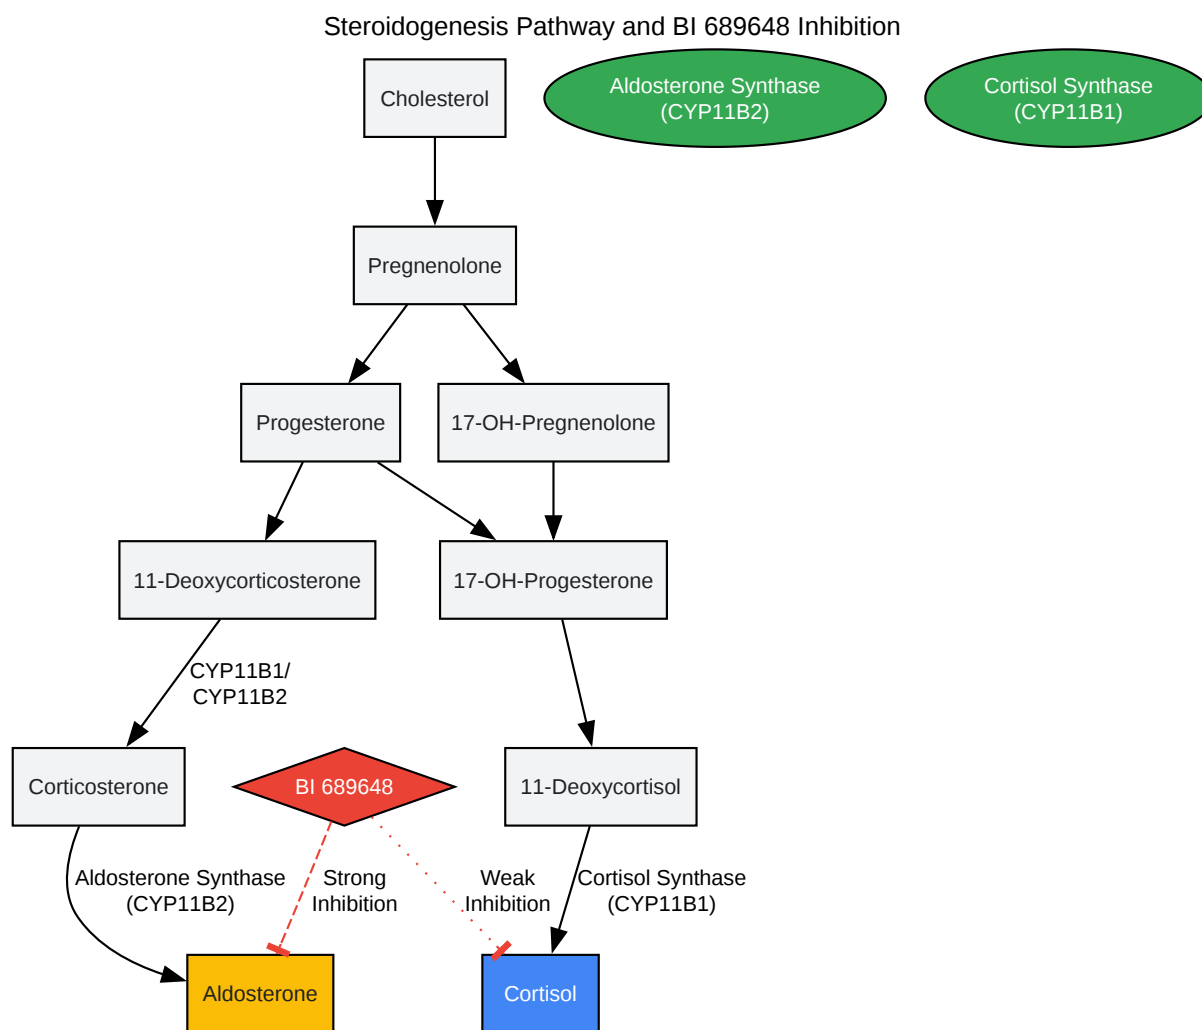 Steroidogenesis Pathway and BI 689648 Inhibition
Cholesterol
Aldosterone Synthase
(CYP11B2)
Cortisol Synthase
(CYP11B1)
Pregnenolone
Progesterone
17-OH-Pregnenolone
11-Deoxycorticosterone
17-OH-Progesterone
CYP11B1/
CYP11B2
Corticosterone
BI 689648
11-Deoxycortisol
Aldosterone Synthase
(CYP11B2)
Strong
Inhibition
Weak
Inhibition
Cortisol Synthase
(CYP11B1)
Aldosterone
Cortisol